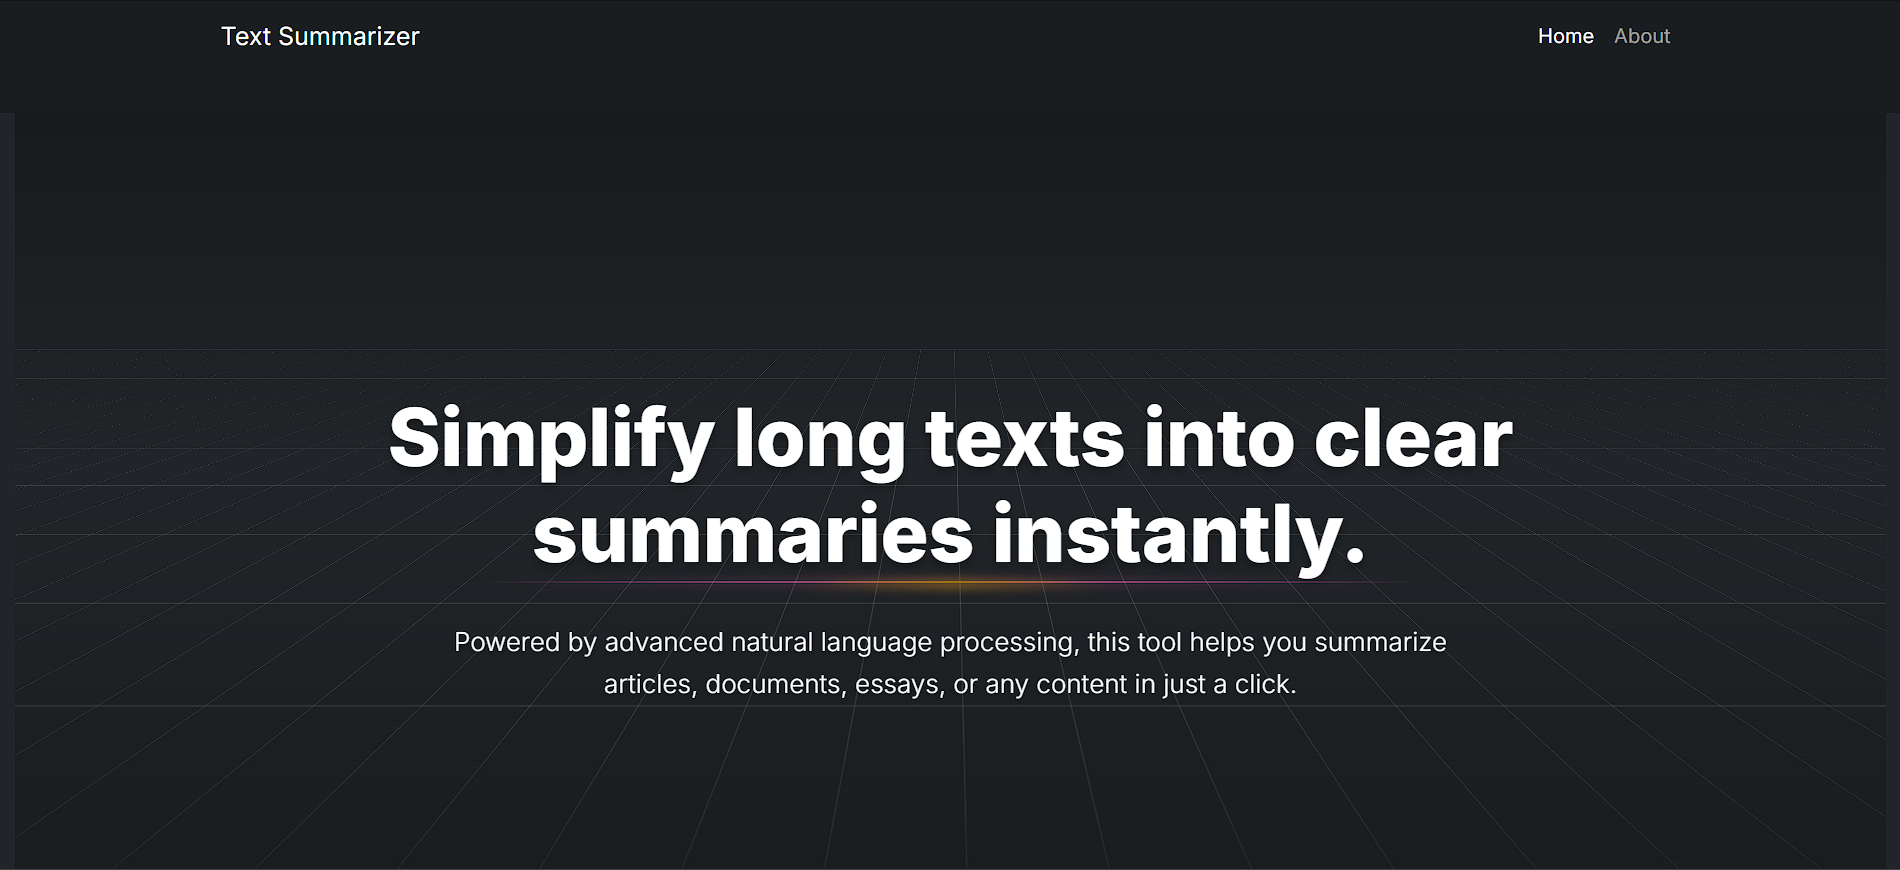 Text Summarizer
Home About
Simplify long texts into clear
summaries instantly.
Powered by advanced natural language processing, this tool helps you summarize
articles, documents, essays, or any content in just a click.